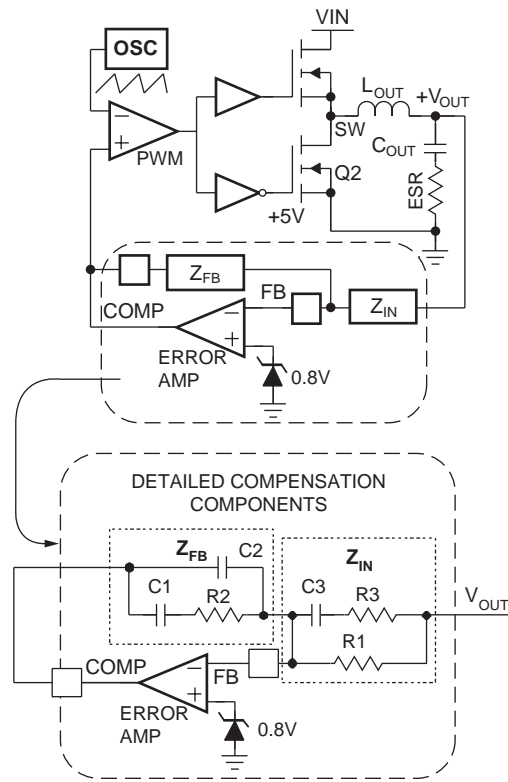 VIN
OSC
L_OUT
+V_OUT
−
+
PWM
SW
C_OUT
ESR
Q2
+5V
Z_FB
FB
Z_IN
COMP
−
+
ERROR
AMP
0.8V
DETAILED COMPENSATION
COMPONENTS
Z_FB
C2
Z_IN
C1
R2
C3
R3
V_OUT
R1
COMP
−
FB
+
ERROR
AMP
0.8V